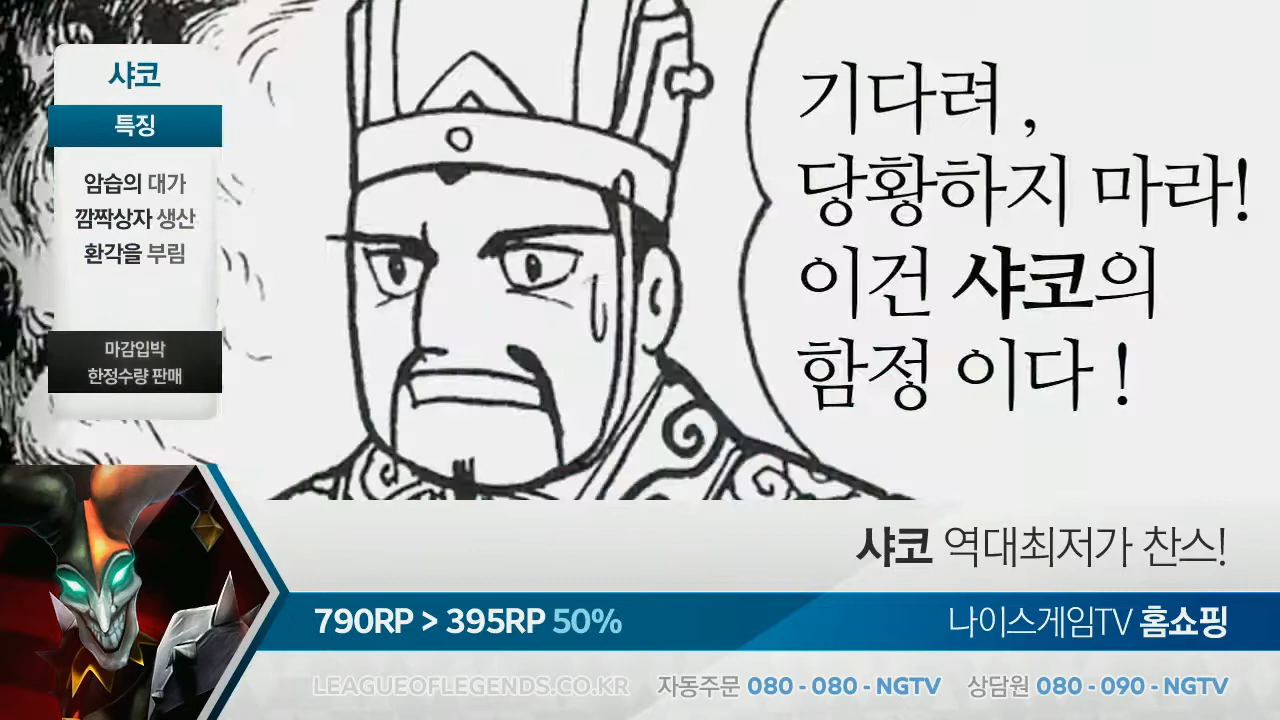 샤코
특징
암습의 대가
깜짝상자 생산
환각을 부림
마감입박
한정수량 판매
기다려 ,
당황하지 마라!
이건 샤코의
함정 이다 !
샤코 역대최저가 찬스!
790RP > 395RP 50%
나이스게임TV 홈쇼핑
LEAGUEOFLEGENDS.CO.KR
자동주문 080 - 080 - NGTV
상담원 080 - 090 - NGTV